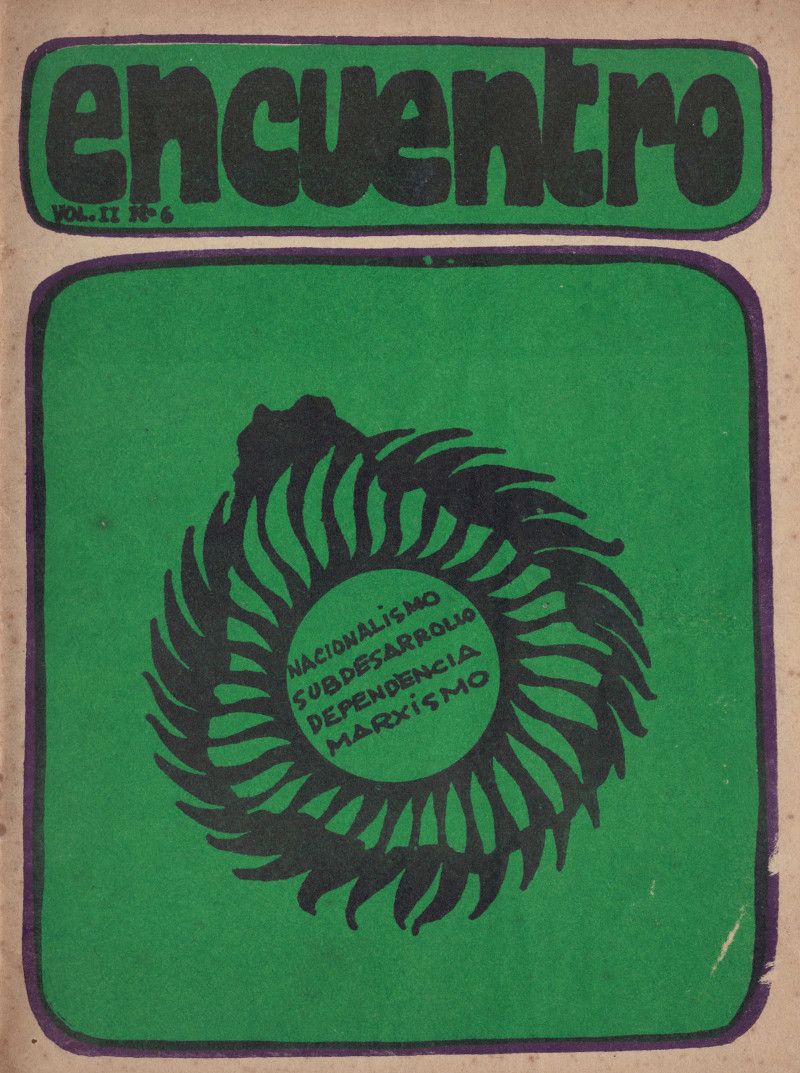 encuentro
VOL. II Nº 6
NACIONALiSMO
SUBDESARROLLO
DEPENDENCIA
MARXiSMO